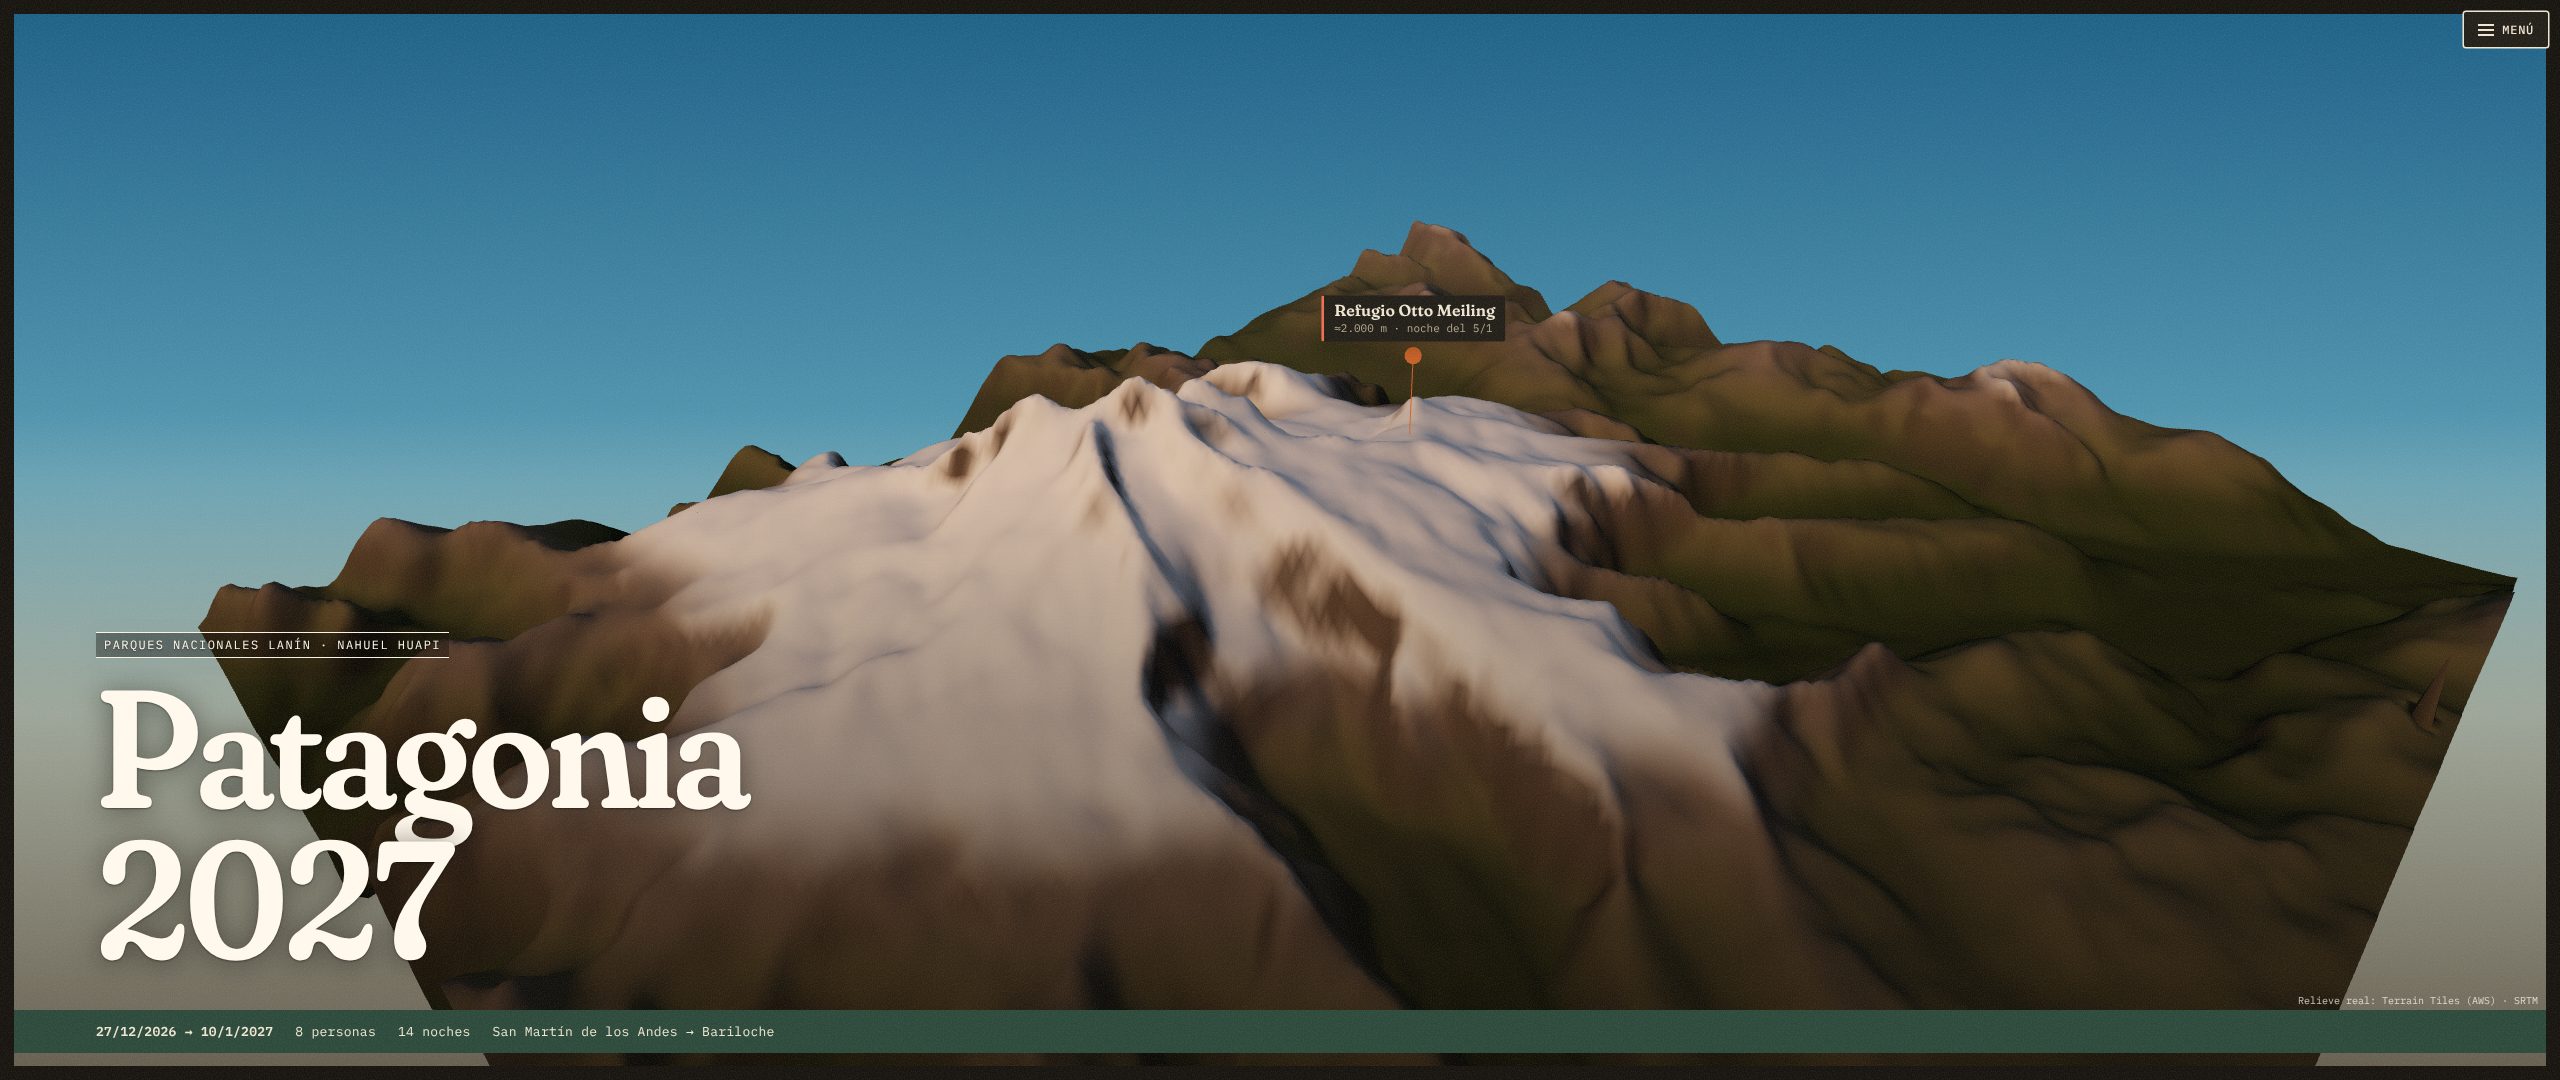 MENÚ
Refugio Otto Meiling
≈2.000 m · noche del 5/1
PARQUES NACIONALES LANÍN · NAHUEL HUAPI
Patagonia
2027
Relieve real: Terrain Tiles (AWS) · SRTM
27/12/2026 → 10/1/2027 8 personas 14 noches San Martín de los Andes → Bariloche